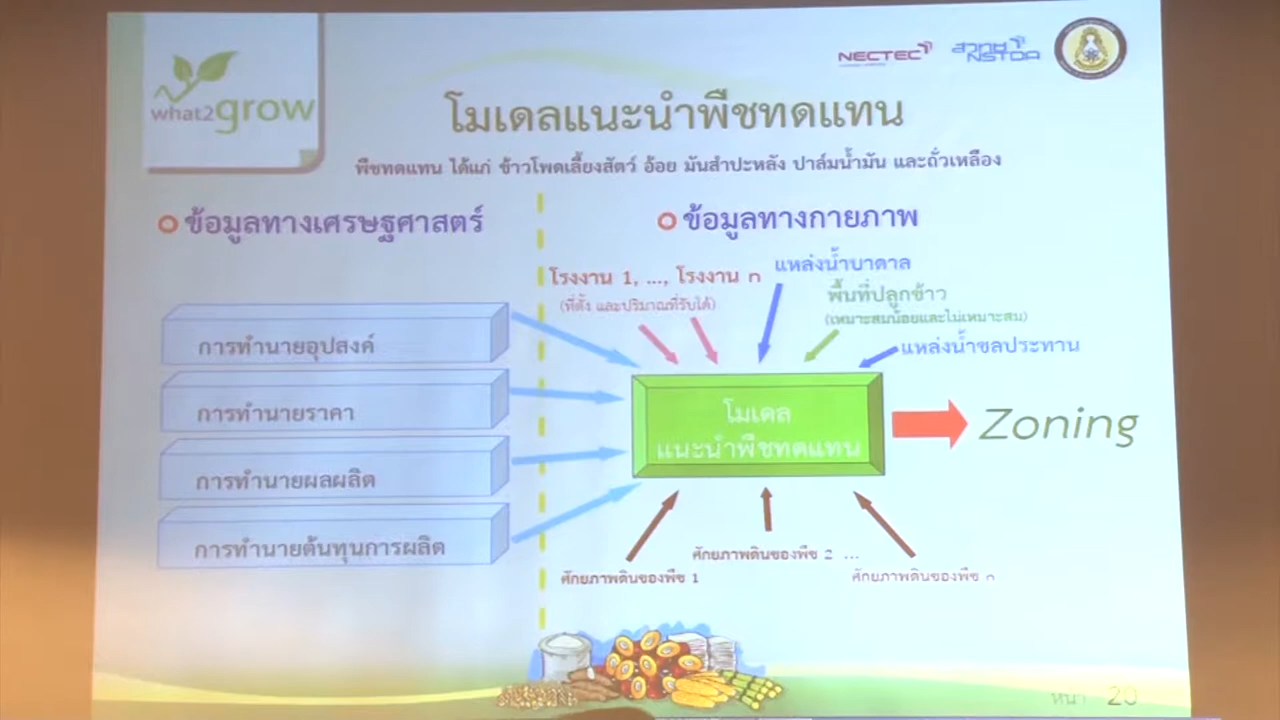 what2grow
NECTEC
สวทช
NSTDA
โมเดลแนะนำพืชทดแทน
พืชทดแทน ได้แก่ ข้าวโพดเลี้ยงสัตว์ อ้อย มันสำปะหลัง ปาล์มน้ำมัน และถั่วเหลือง
ข้อมูลทางเศรษฐศาสตร์
การทำนายอุปสงค์
การทำนายราคา
การทำนายผลผลิต
การทำนายต้นทุนการผลิต
ข้อมูลทางกายภาพ
โรงงาน 1, ..., โรงงาน n
(ที่ตั้ง และปริมาณที่รับได้)
แหล่งน้ำบาดาล
พื้นที่ปลูกข้าว
(เหมาะสมน้อยและไม่เหมาะสม)
แหล่งน้ำชลประทาน
โมเดล
แนะนำพืชทดแทน
Zoning
ศักยภาพดินของพืช 1
ศักยภาพดินของพืช 2 ...
ศักยภาพดินของพืช n
หน้า